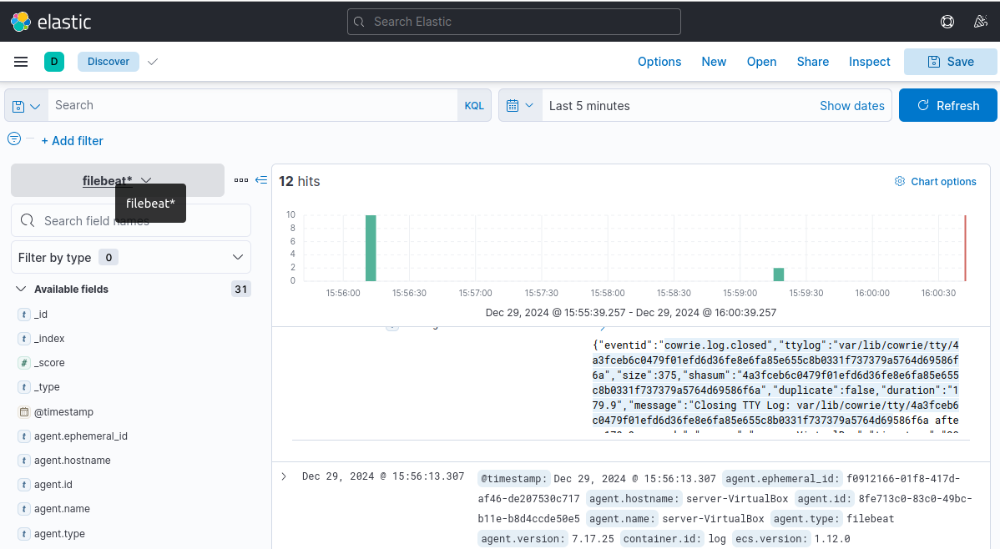 elastic
Search Elastic
D
Discover
Options
New
Open
Share
Inspect
Save
Search
KQL
Last 5 minutes
Show dates
Refresh
+ Add filter
filebeat*
filebeat*
Search field names
Filter by type 0
Available fields 31
t _id
t _index
# _score
t _type
@timestamp
t agent.ephemeral_id
t agent.hostname
t agent.id
t agent.name
t agent.type
12 hits
Chart options
10
8
6
4
2
0
15:56:00 15:56:30 15:57:00 15:57:30 15:58:00 15:58:30 15:59:00 15:59:30 16:00:00 16:00:30
Dec 29, 2024 @ 15:55:39.257 - Dec 29, 2024 @ 16:00:39.257
{"eventid":"cowrie.log.closed","ttylog":"var/lib/cowrie/tty/4
a3fceb6c0479f01efd6d36fe8e6fa85e655c8b0331f737379a5764d69586f
6a","size":375,"shasum":"4a3fceb6c0479f01efd6d36fe8e6fa85e655
c8b0331f737379a5764d69586f6a","duplicate":false,"duration":"1
79.9","message":"Closing TTY Log: var/lib/cowrie/tty/4a3fceb6
c0479f01efd6d36fe8e6fa85e655c8b0331f737379a5764d69586f6a afte
Dec 29, 2024 @ 15:56:13.307
@timestamp: Dec 29, 2024 @ 15:56:13.307 agent.ephemeral_id: f0912166-01f8-417d-
af46-de207530c717 agent.hostname: server-VirtualBox agent.id: 8fe713c0-83c0-49bc-
b11e-b8d4ccde50e5 agent.name: server-VirtualBox agent.type: filebeat
agent.version: 7.17.25 container.id: log ecs.version: 1.12.0